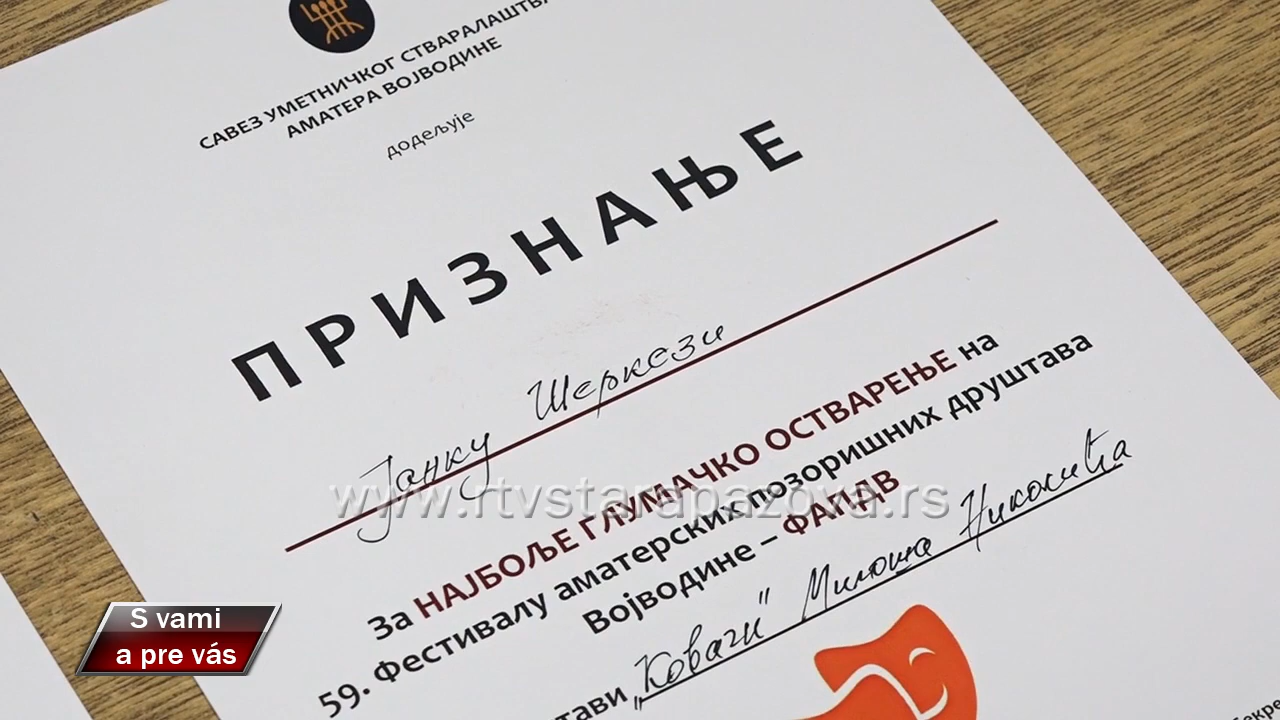 САВЕЗ УМЕТНИЧКОГ СТВАРАЛАШТВА
АМАТЕРА ВОЈВОДИНЕ
додељује
ПРИЗНАЊЕ
Јанку Шеркези
За НАЈБОЉЕ ГЛУМАЧКО ОСТВАРЕЊЕ на
59. фестивалу аматерских позоришних друштава
Војводине – ФАПДВ
тави „Ковачи" Милоша Николића
www.rtvstarapazova.rs
S vami
a pre vás